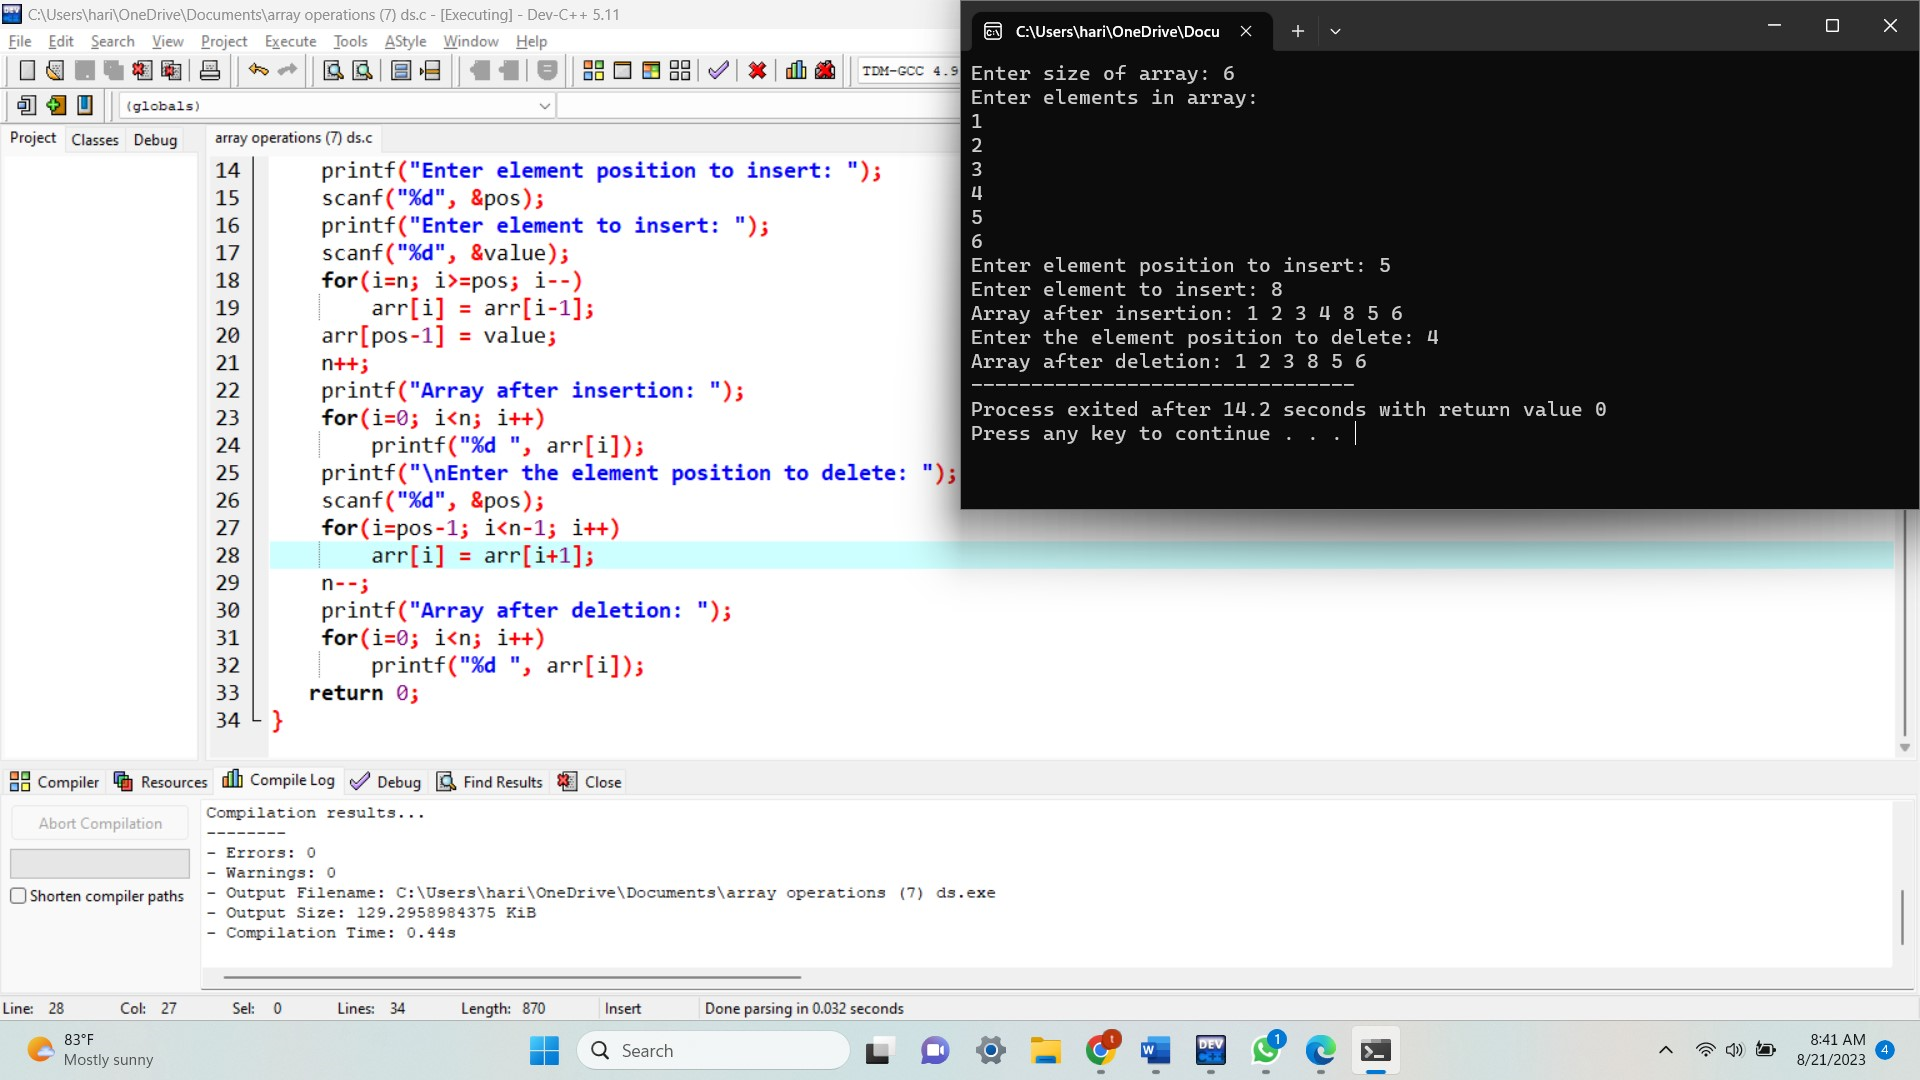 C:\Users\hari\OneDrive\Documents\array operations (7) ds.c - [Executing] - Dev-C++ 5.11
File Edit Search View Project Execute Tools AStyle Window Help
TDM-GCC 4.9
(globals)
Project Classes Debug
array operations (7) ds.c
14 printf("Enter element position to insert: ");
15 scanf("%d", &pos);
16 printf("Enter element to insert: ");
17 scanf("%d", &value);
18 for(i=n; i>=pos; i--)
19 arr[i] = arr[i-1];
20 arr[pos-1] = value;
21 n++;
22 printf("Array after insertion: ");
23 for(i=0; i<n; i++)
24 printf("%d ", arr[i]);
25 printf("\nEnter the element position to delete: ");
26 scanf("%d", &pos);
27 for(i=pos-1; i<n-1; i++)
28 arr[i] = arr[i+1];
29 n--;
30 printf("Array after deletion: ");
31 for(i=0; i<n; i++)
32 printf("%d ", arr[i]);
33 return 0;
34 }
C:\Users\hari\OneDrive\Docu
Enter size of array: 6
Enter elements in array:
1
2
3
4
5
6
Enter element position to insert: 5
Enter element to insert: 8
Array after insertion: 1 2 3 4 8 5 6
Enter the element position to delete: 4
Array after deletion: 1 2 3 8 5 6
--------------------------------
Process exited after 14.2 seconds with return value 0
Press any key to continue . . .
Compiler Resources Compile Log Debug Find Results Close
Abort Compilation
Shorten compiler paths
Compilation results...
--------
- Errors: 0
- Warnings: 0
- Output Filename: C:\Users\hari\OneDrive\Documents\array operations (7) ds.exe
- Output Size: 129.2958984375 KiB
- Compilation Time: 0.44s
Line: 28 Col: 27 Sel: 0 Lines: 34 Length: 870 Insert Done parsing in 0.032 seconds
83°F
Mostly sunny
Search
t
W
DEV
C++
1
8:41 AM
8/21/2023
4